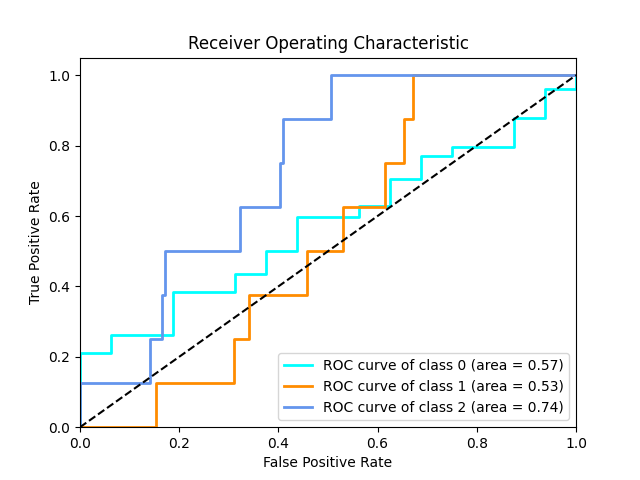 Receiver Operating Characteristic
True Positive Rate
1.0
0.8
0.6
0.4
0.2
0.0
ROC curve of class 0 (area = 0.57)
ROC curve of class 1 (area = 0.53)
ROC curve of class 2 (area = 0.74)
0.0 0.2 0.4 0.6 0.8 1.0
False Positive Rate